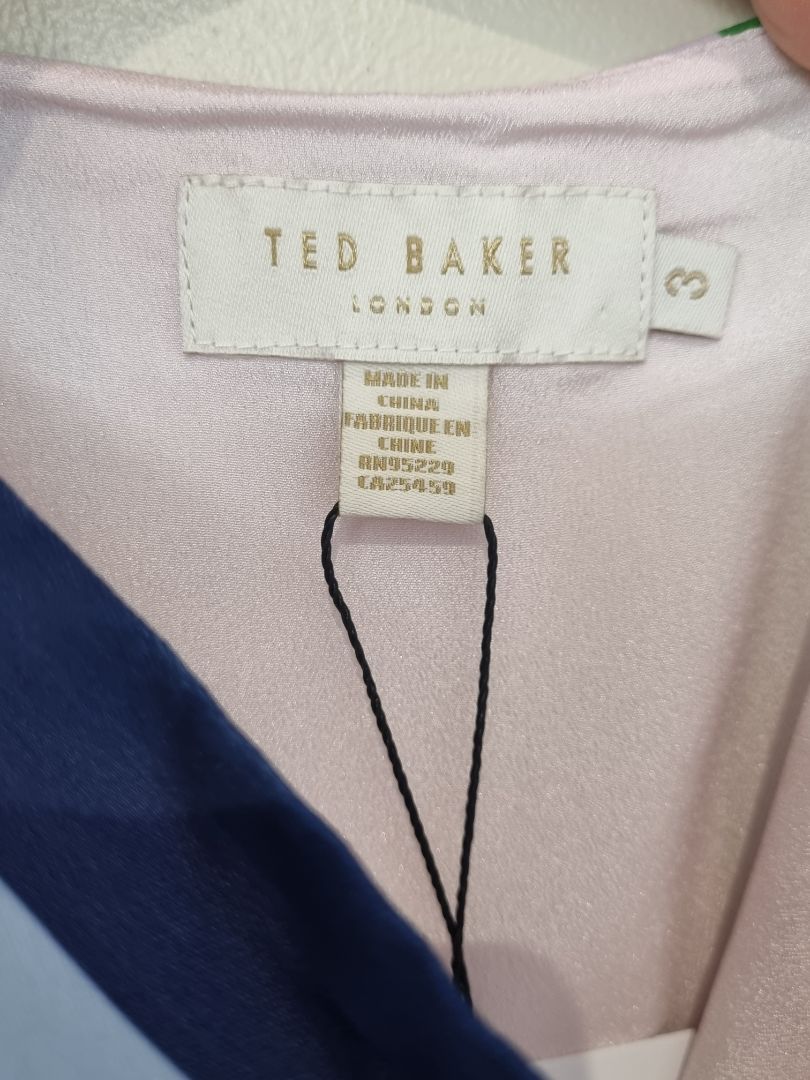 TED BAKER
LONDON
3
MADE IN
CHINA
FABRIQUE EN
CHINE
RN95229
CA25459